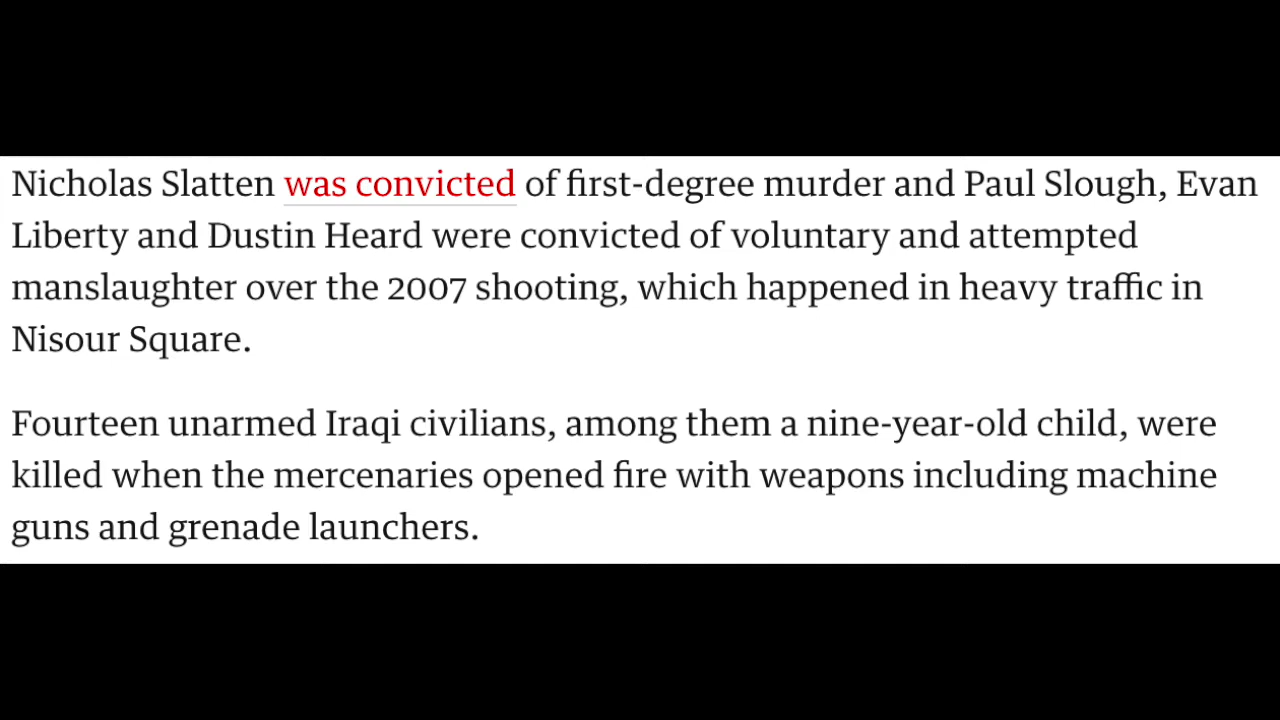 Nicholas Slatten was convicted of first-degree murder and Paul Slough, Evan
Liberty and Dustin Heard were convicted of voluntary and attempted
manslaughter over the 2007 shooting, which happened in heavy traffic in
Nisour Square.
Fourteen unarmed Iraqi civilians, among them a nine-year-old child, were
killed when the mercenaries opened fire with weapons including machine
guns and grenade launchers.